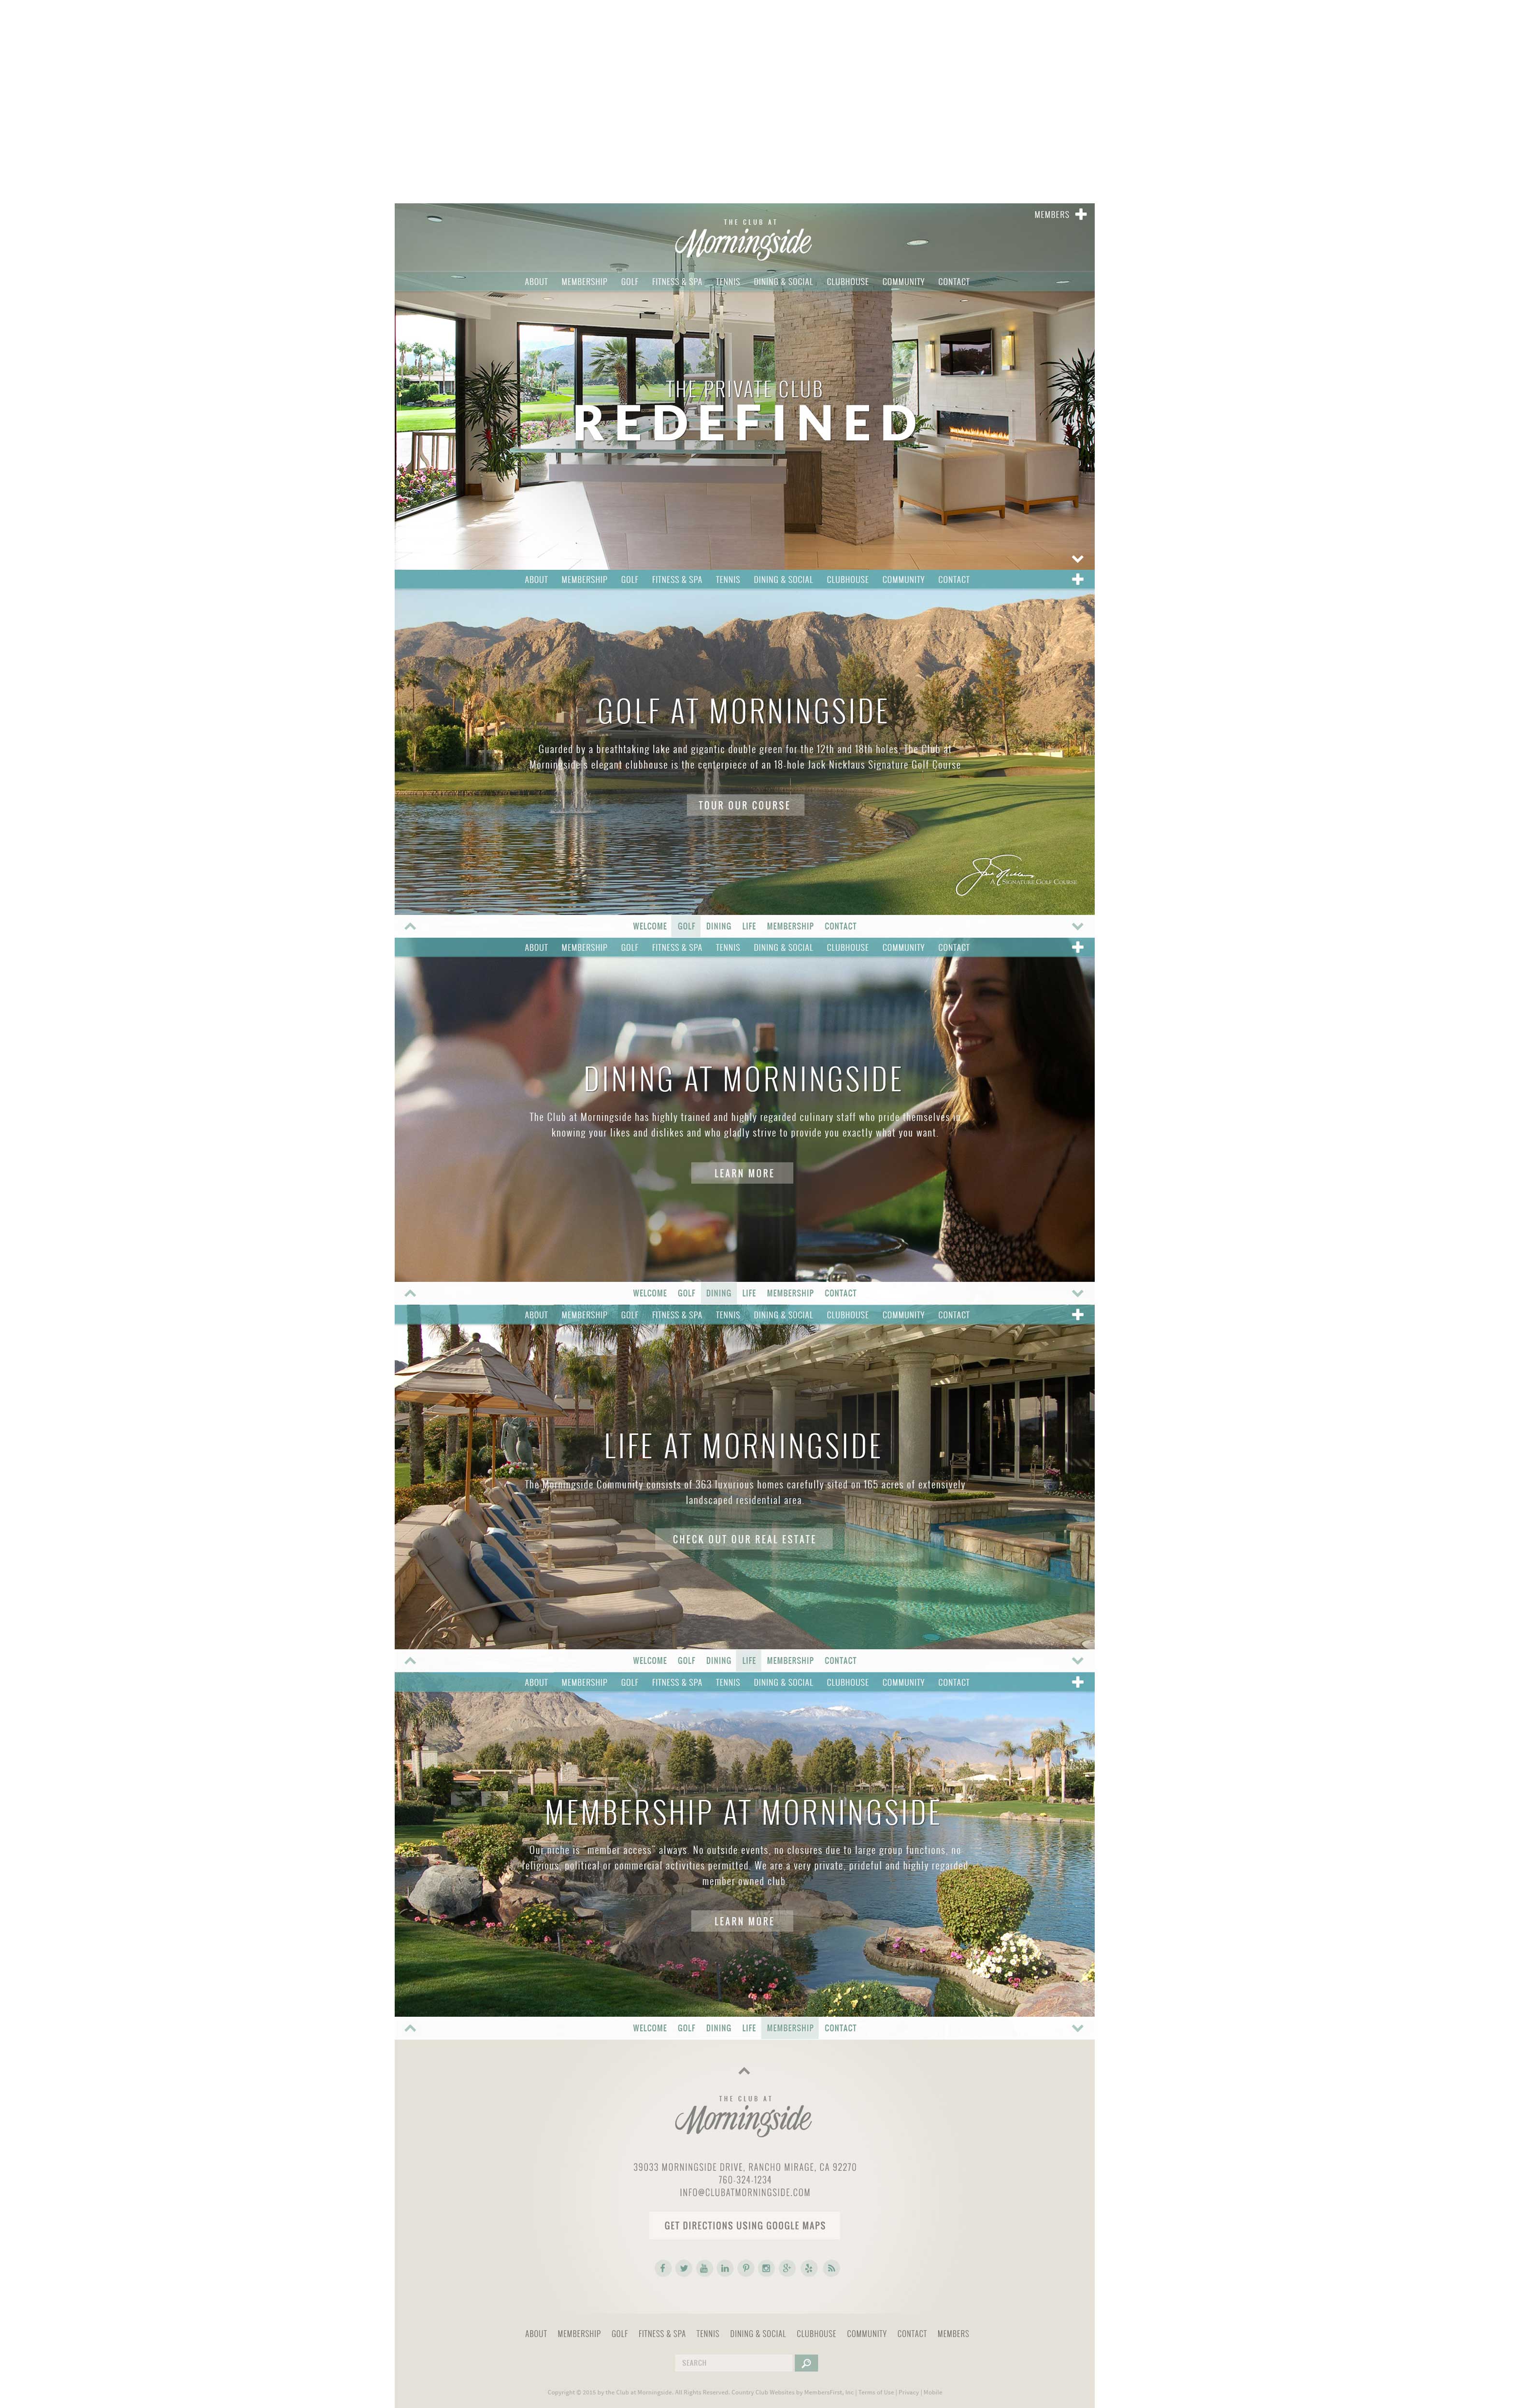 THE CLUB AT
Morningside
MEMBERS
ABOUT MEMBERSHIP GOLF FITNESS & SPA TENNIS DINING & SOCIAL CLUBHOUSE COMMUNITY CONTACT
THE PRIVATE CLUB
REDEFINED
ABOUT MEMBERSHIP GOLF FITNESS & SPA TENNIS DINING & SOCIAL CLUBHOUSE COMMUNITY CONTACT
GOLF AT MORNINGSIDE
Guarded by a breathtaking lake and gigantic double green for the 12th and 18th holes, The Club at
Morningside's elegant clubhouse is the centerpiece of an 18-hole Jack Nicklaus Signature Golf Course
TOUR OUR COURSE
A SIGNATURE GOLF COURSE
WELCOME GOLF DINING LIFE MEMBERSHIP CONTACT
ABOUT MEMBERSHIP GOLF FITNESS & SPA TENNIS DINING & SOCIAL CLUBHOUSE COMMUNITY CONTACT
DINING AT MORNINGSIDE
The Club at Morningside has highly trained and highly regarded culinary staff who pride themselves in
knowing your likes and dislikes and who gladly strive to provide you exactly what you want.
LEARN MORE
WELCOME GOLF DINING LIFE MEMBERSHIP CONTACT
ABOUT MEMBERSHIP GOLF FITNESS & SPA TENNIS DINING & SOCIAL CLUBHOUSE COMMUNITY CONTACT
LIFE AT MORNINGSIDE
The Morningside Community consists of 363 luxurious homes carefully sited on 165 acres of extensively
landscaped residential area.
CHECK OUT OUR REAL ESTATE
WELCOME GOLF DINING LIFE MEMBERSHIP CONTACT
ABOUT MEMBERSHIP GOLF FITNESS & SPA TENNIS DINING & SOCIAL CLUBHOUSE COMMUNITY CONTACT
MEMBERSHIP AT MORNINGSIDE
Our niche is "member access" always. No outside events, no closures due to large group functions, no
religious, political or commercial activities permitted. We are a very private, prideful and highly regarded
member owned club.
LEARN MORE
WELCOME GOLF DINING LIFE MEMBERSHIP CONTACT
THE CLUB AT
Morningside
39033 MORNINGSIDE DRIVE, RANCHO MIRAGE, CA 92270
760-324-1234
INFO@CLUBATMORNINGSIDE.COM
GET DIRECTIONS USING GOOGLE MAPS
ABOUT MEMBERSHIP GOLF FITNESS & SPA TENNIS DINING & SOCIAL CLUBHOUSE COMMUNITY CONTACT MEMBERS
SEARCH
Copyright © 2015 by the Club at Morningside. All Rights Reserved. Country Club Websites by MembersFirst, Inc | Terms of Use | Privacy | Mobile